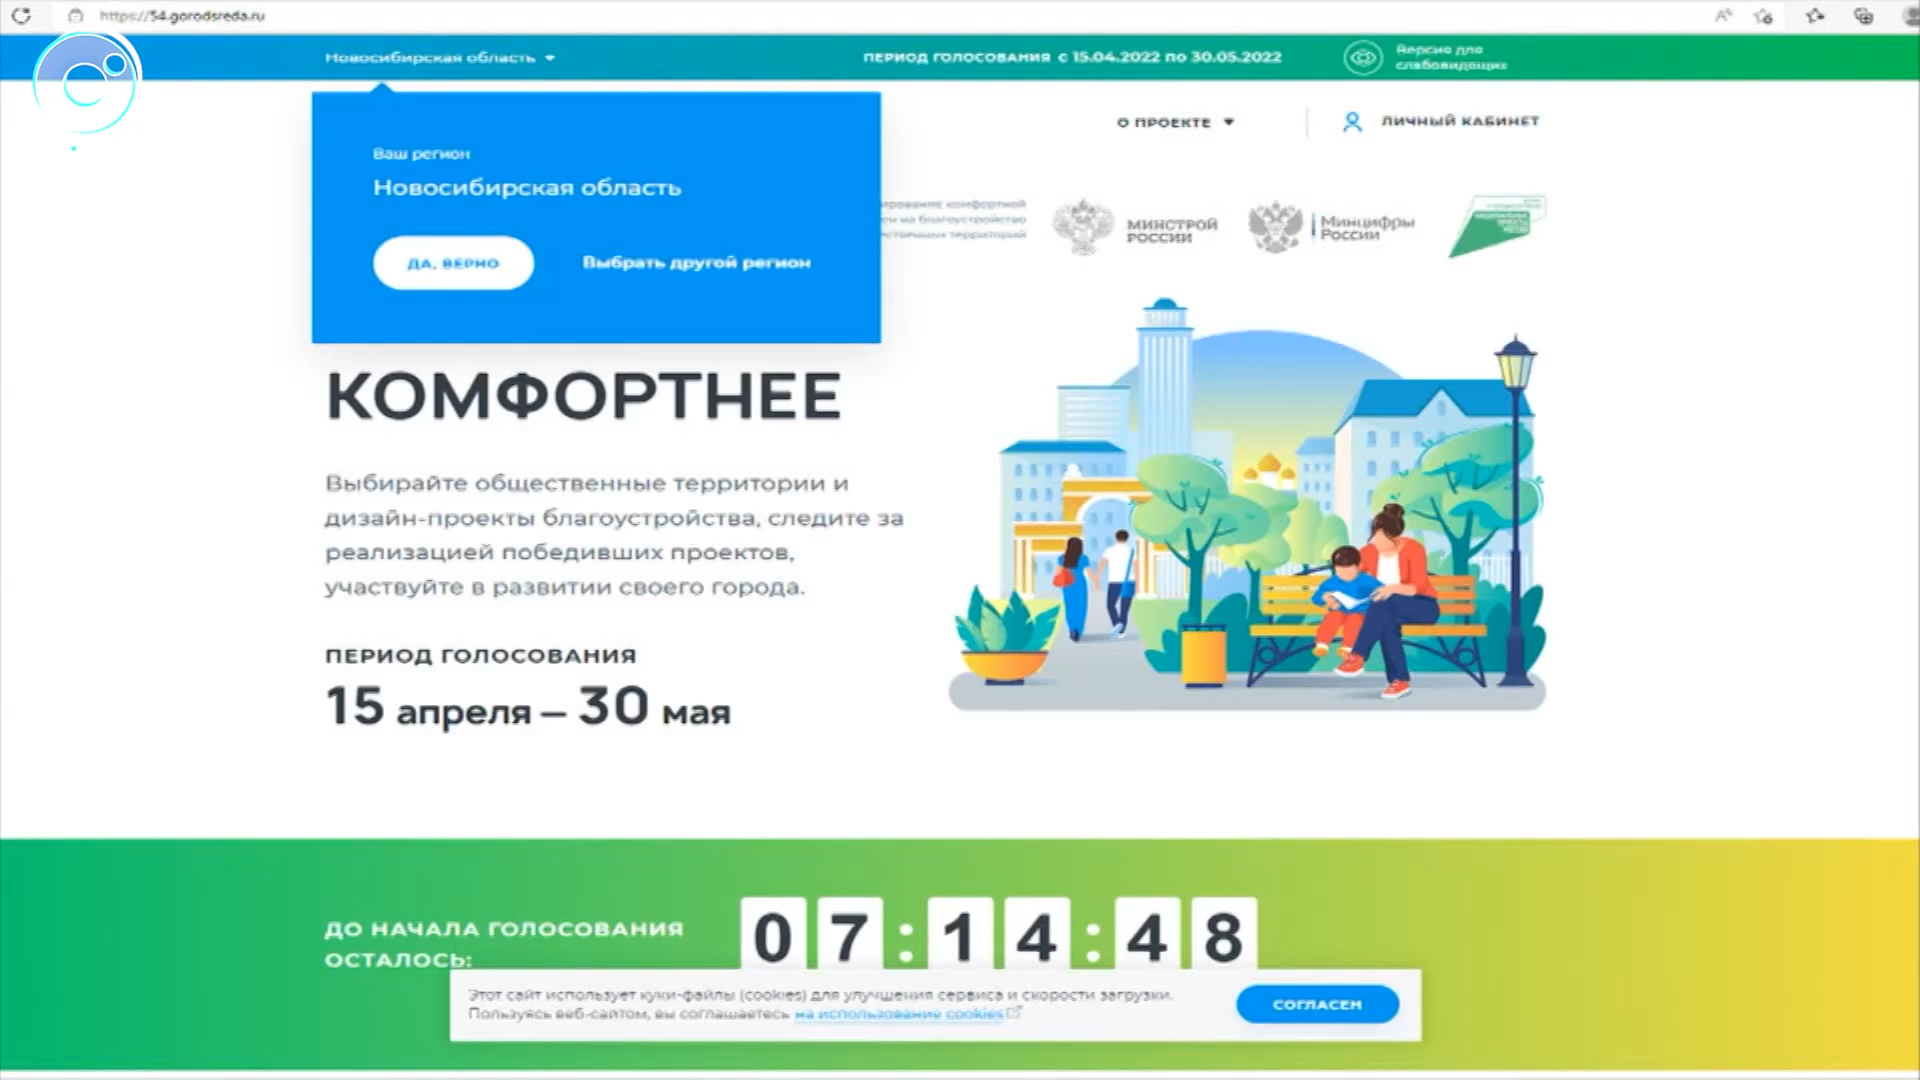 https://54.gorodsreda.ru
Новосибирская область
ПЕРИОД ГОЛОСОВАНИЯ с 15.04.2022 по 30.05.2022
Версия для
слабовидящих
О ПРОЕКТЕ
ЛИЧНЫЙ КАБИНЕТ
Ваш регион
Новосибирская область
ДА, ВЕРНО
Выбрать другой регион
комфортной
на благоустройство
территорий
МИНСТРОЙ
РОССИИ
Минцифры
России
КОМФОРТНЕЕ
Выбирайте общественные территории и
дизайн-проекты благоустройства, следите за
реализацией победивших проектов,
участвуйте в развитии своего города.
ПЕРИОД ГОЛОСОВАНИЯ
15 апреля – 30 мая
ДО НАЧАЛА ГОЛОСОВАНИЯ
ОСТАЛОСЬ:
07:14:48
Этот сайт использует куки-файлы (cookies) для улучшения сервиса и скорости загрузки.
Пользуясь веб-сайтом, вы соглашаетесь на использование cookies
СОГЛАСЕН